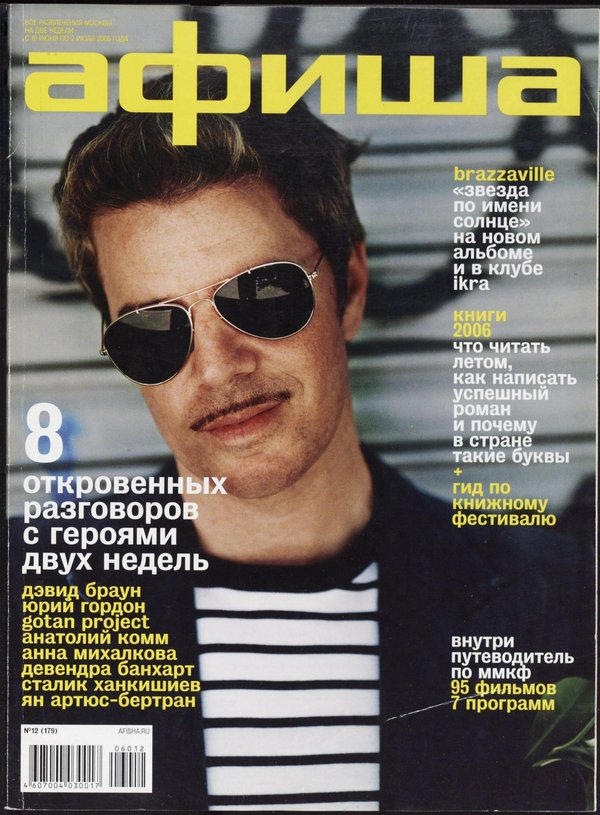 все развлечения москвы
на две недели
с 19 июня по 2 июля 2006 года
афиша
brazzaville
«звезда
по имени
солнце»
на новом
альбоме
и в клубе
ikra
книги
2006
что читать
летом,
как написать
успешный
роман
и почему
в стране
такие буквы
+
гид по
книжному
фестивалю
8
откровенных
разговоров
с героями
двух недель
дэвид браун
юрий гордон
gotan project
анатолий комм
анна михалкова
девендра банхарт
сталик ханкишиев
ян артюс-бертран
внутри
путеводитель
по ммкф
95 фильмов
7 программ
№12 (179)
AFISHA.RU
06012
4 607004 030017